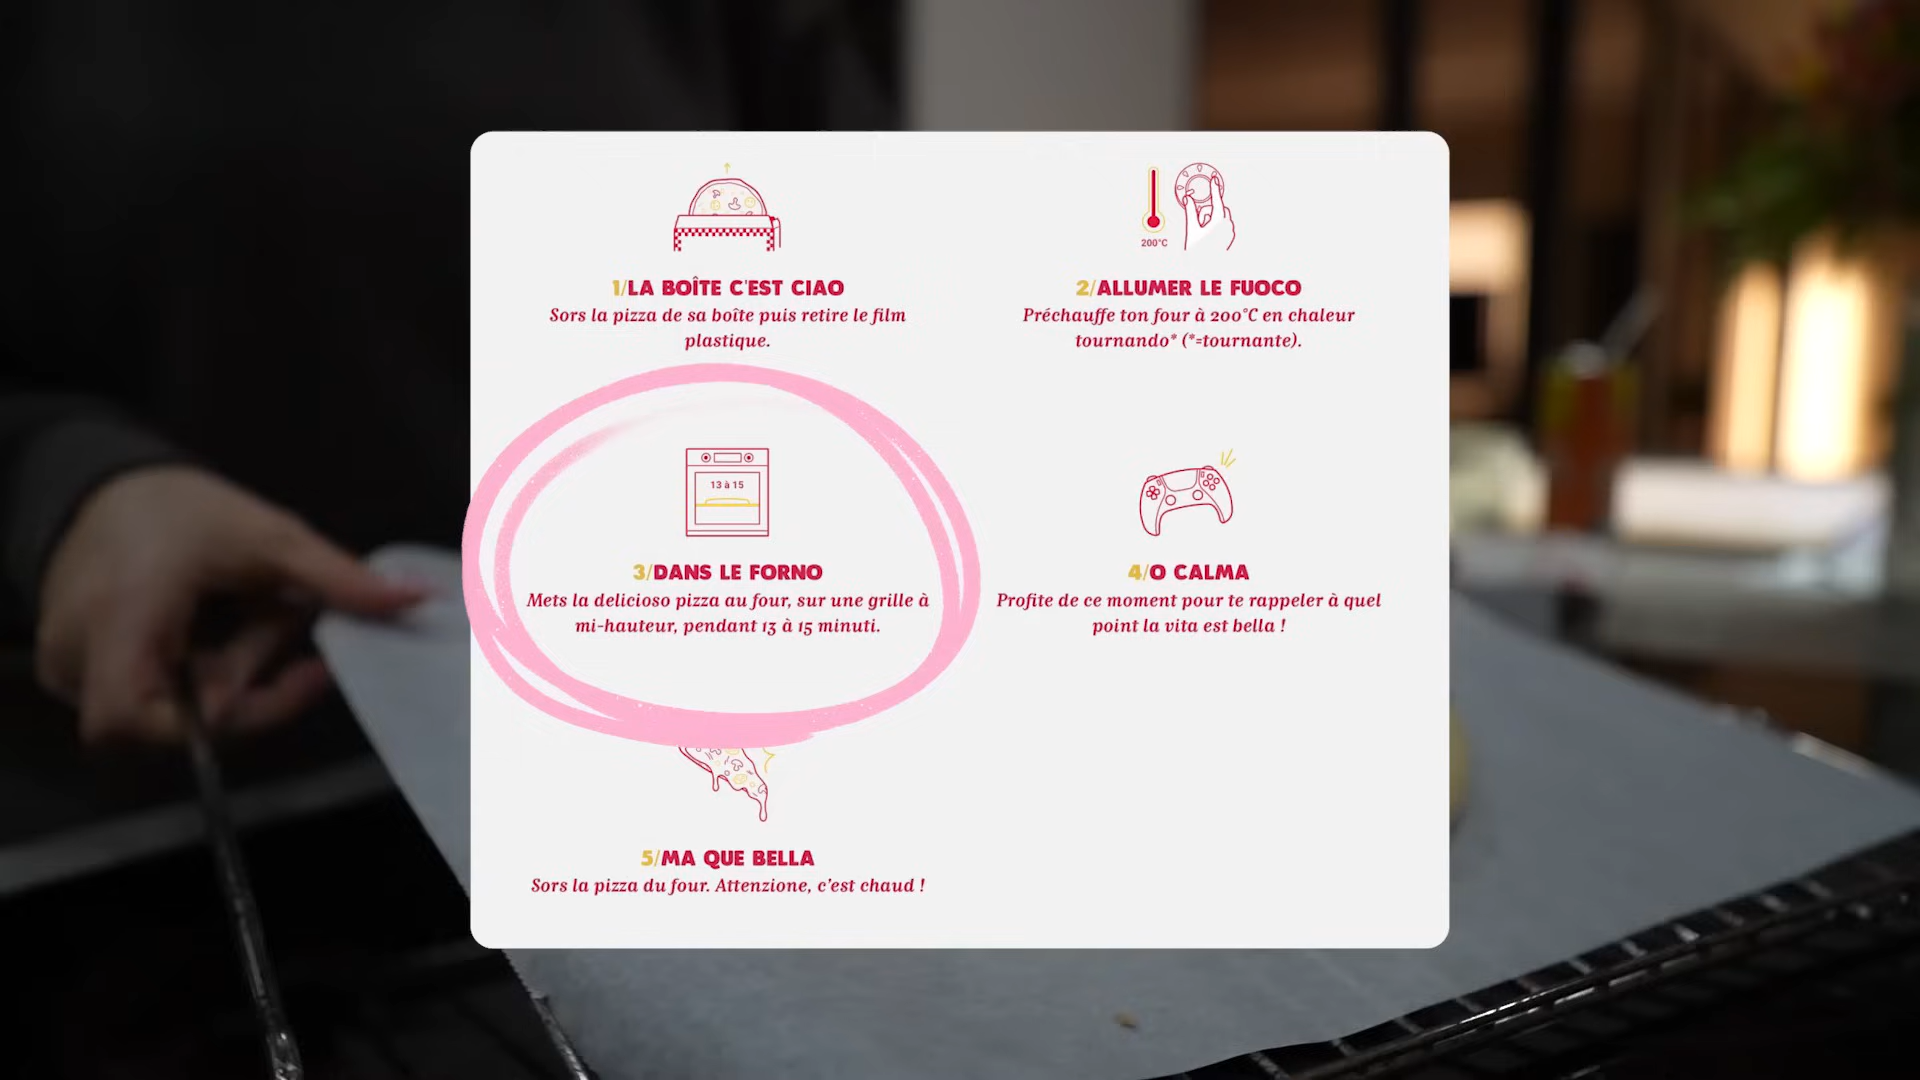 200°C
1/LA BOÎTE C'EST CIAO
Sors la pizza de sa boîte puis retire le film
plastique.
2/ALLUMER LE FUOCO
Préchauffe ton four à 200°C en chaleur
tournando* (*=tournante).
13 à 15
3/DANS LE FORNO
Mets la delicioso pizza au four, sur une grille à
mi-hauteur, pendant 13 à 15 minuti.
4/O CALMA
Profite de ce moment pour te rappeler à quel
point la vita est bella !
5/MA QUE BELLA
Sors la pizza du four. Attenzione, c'est chaud !